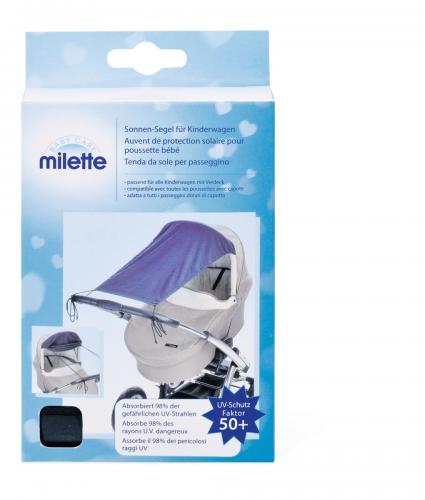 BABY CARE
milette
Sonnen-Segel für Kinderwagen
Auvent de protection solaire pour
poussette bébé
Tenda da sole per passeggino
• passend für alle Kinderwagen mit Verdeck
• compatible avec toutes les poussettes avec capote
• adatta a tutti i passeggino dotati di capotta
Absorbiert 98% der
gefährlichen UV-Strahlen
Absorbe 98% des
rayons U.V. dangereux
Assorbe il 98% dei pericolosi
raggi UV
UV-Schutz
Faktor
50+